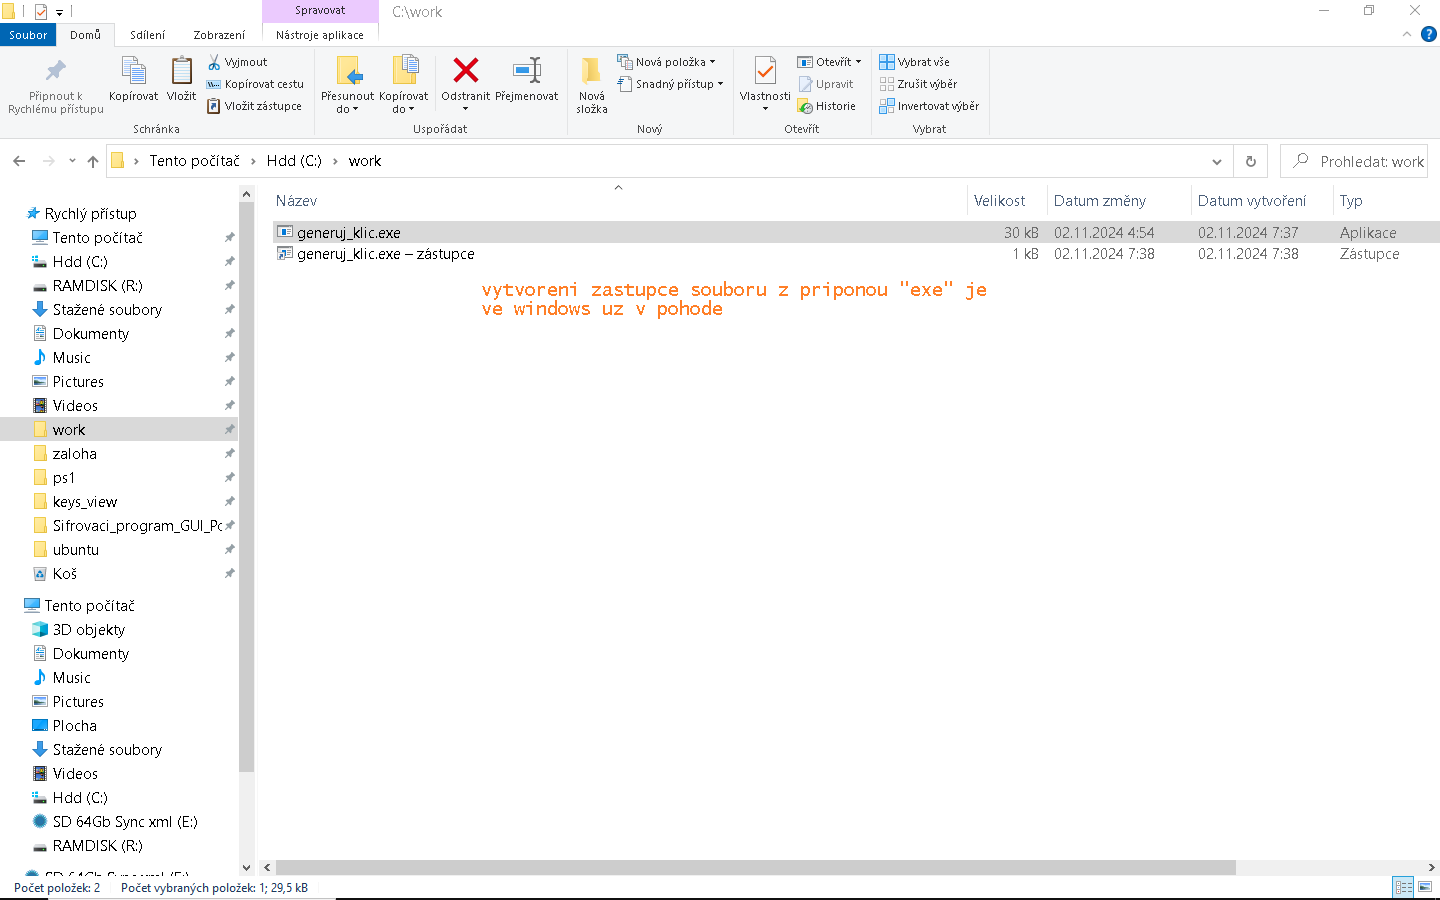 Spravovat
C:\work
Soubor
Domů
Sdílení
Zobrazení
Nástroje aplikace
?
Připnout k
Rychlému přístupu
Kopírovat
Vložit
Vyjmout
Kopírovat cestu
Vložit zástupce
Schránka
Přesunout
do
Kopírovat
do
Odstranit
Přejmenovat
Uspořádat
Nová
složka
Nová položka
Snadný přístup
Nový
Vlastnosti
Otevřít
Upravit
Historie
Otevřít
Vybrat vše
Zrušit výběr
Invertovat výběr
Vybrat
Tento počítač
Hdd (C:)
work
Prohledat: work
Rychlý přístup
Tento počítač
Hdd (C:)
RAMDISK (R:)
Stažené soubory
Dokumenty
Music
Pictures
Videos
work
zaloha
ps1
keys_view
Sifrovaci_program_GUI_Pc
ubuntu
Koš
Tento počítač
3D objekty
Dokumenty
Music
Pictures
Plocha
Stažené soubory
Videos
Hdd (C:)
SD 64Gb Sync xml (E:)
RAMDISK (R:)
SD 64Gb Sync xml (E:)
Název Velikost Datum změny Datum vytvoření Typ
generuj_klic.exe 30 kB 02.11.2024 4:54 02.11.2024 7:37 Aplikace
generuj_klic.exe – zástupce 1 kB 02.11.2024 7:38 02.11.2024 7:38 Zástupce
vytvoreni zastupce souboru z priponou "exe" je
ve windows uz v pohode
Počet položek: 2 Počet vybraných položek: 1; 29,5 kB